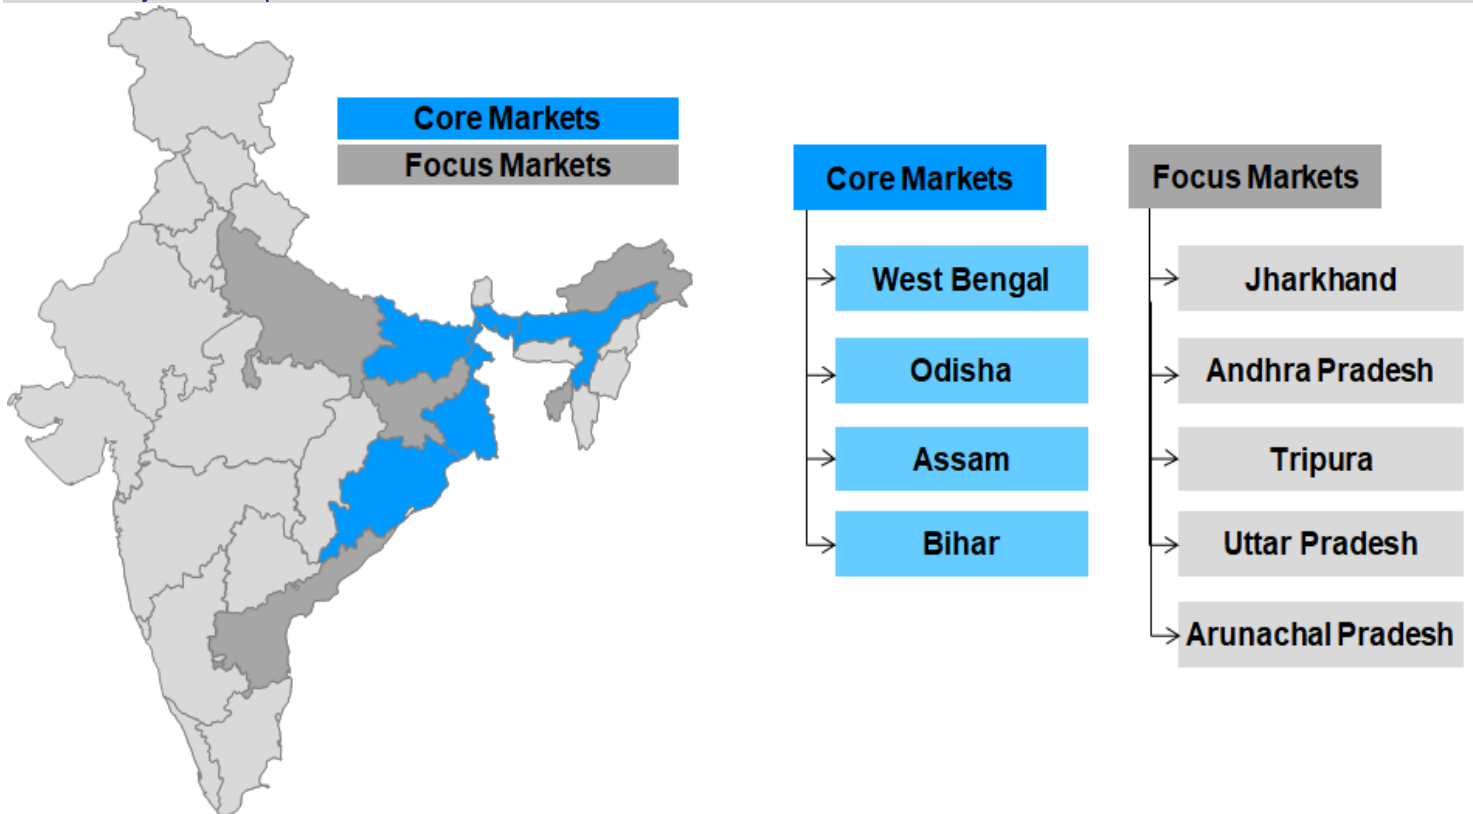 Core Markets
Focus Markets
Core Markets
West Bengal
Odisha
Assam
Bihar
Focus Markets
Jharkhand
Andhra Pradesh
Tripura
Uttar Pradesh
Arunachal Pradesh